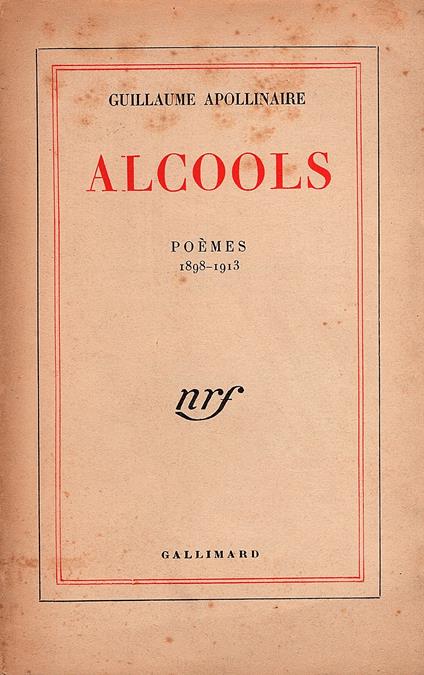 GUILLAUME APOLLINAIRE
ALCOOLS
POÈMES
1898-1913
nrf
GALLIMARD